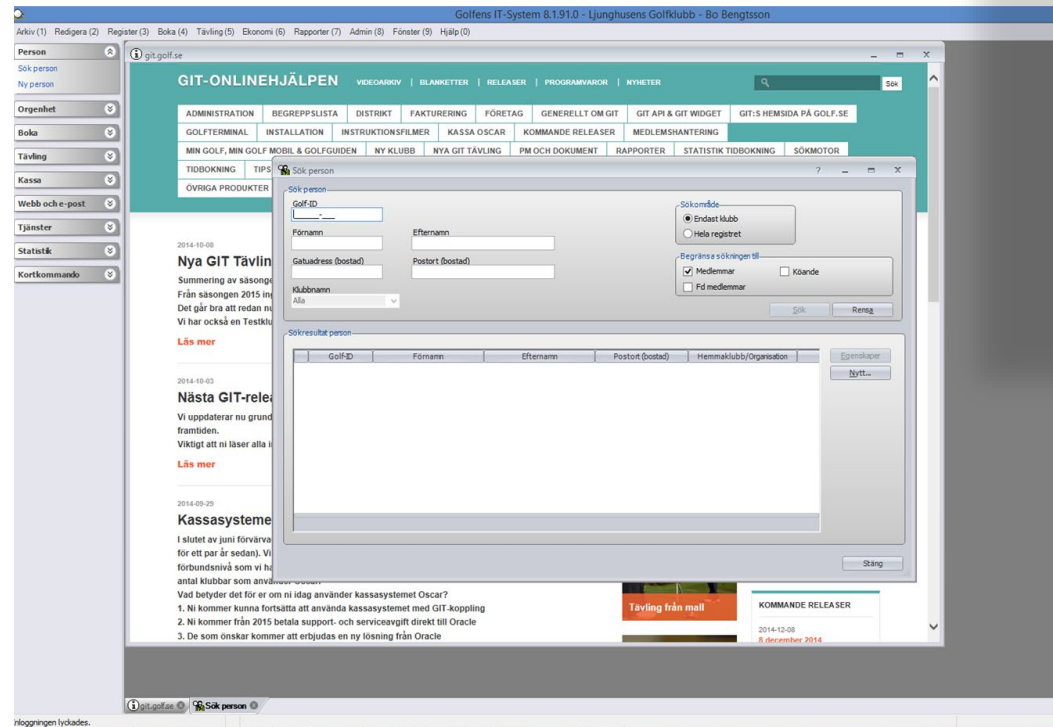 Golfens IT-System 8.1.91.0 - Ljunghusens Golfklubb - Bo Bengtsson
Arkiv (1) Redigera (2) Register (3) Boka (4) Tävling (5) Ekonomi (6) Rapporter (7) Admin (8) Fönster (9) Hjälp (0)
Person
Sök person
Ny person
Orgenhet
Boka
Tävling
Kassa
Webb och e-post
Tjänster
Statistik
Kortkommando
git.golf.se
GIT-ONLINEHJÄLPEN VIDEOARKIV | BLANKETTER | RELEASER | PROGRAMVAROR | NYHETER
Sök
ADMINISTRATION BEGREPPSLISTA DISTRIKT FAKTURERING FÖRETAG GENERELLT OM GIT GIT API & GIT WIDGET GIT:S HEMSIDA PÅ GOLF.SE
GOLFTERMINAL INSTALLATION INSTRUKTIONSFILMER KASSA OSCAR KOMMANDE RELEASER MEDLEMSHANTERING
MIN GOLF, MIN GOLF MOBIL & GOLFGUIDEN NY KLUBB NYA GIT TÄVLING PM OCH DOKUMENT RAPPORTER STATISTIK TIDBOKNING SÖKMOTOR
TIDBOKNING TIPS
ÖVRIGA PRODUKTER
2014-10-08
Nya GIT Tävlin
Summering av säsonge
Från säsongen 2015 ing
Det går bra att redan nu
Vi har också en Testklu
Läs mer
2014-10-03
Nästa GIT-relea
Vi uppdaterar nu grund
framtiden.
Viktigt att ni läser alla i
Läs mer
2014-09-29
Kassasysteme
I slutet av juni förvärva
för ett par år sedan). Vi
förbundsnivå som vi ha
antal klubbar som använder Oscar.
Vad betyder det för er om ni idag använder kassasystemet Oscar?
1. Ni kommer kunna fortsätta att använda kassasystemet med GIT-koppling
2. Ni kommer från 2015 betala support- och serviceavgift direkt till Oracle
3. De som önskar kommer att erbjudas en ny lösning från Oracle
Tävling från mall
KOMMANDE RELEASER
2014-12-08
8 december 2014
Sök person
Sök person
Golf-ID
Förnamn Efternamn
Gatuadress (bostad) Postort (bostad)
Klubbnamn
Alla
Sökområde
Endast klubb
Hela registret
Begränsa sökningen till
Medlemmar Köande
Fd medlemmar
Sök Rensa
Sökresultat person
Golf-ID Förnamn Efternamn Postort (bostad) Hemmaklubb/Organisation
Egenskaper
Nytt...
Stäng
git.golf.se Sök person
nloggningen lyckades.